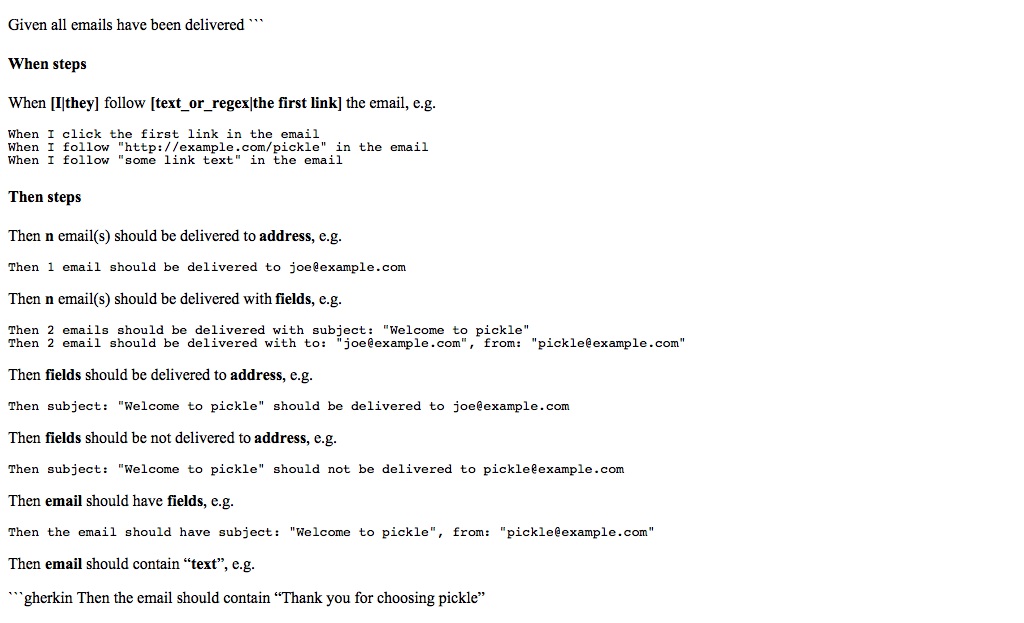 Given all emails have been delivered ```
When steps
When [I|they] follow [text_or_regex|the first link] the email, e.g.
When I click the first link in the email
When I follow "http://example.com/pickle" in the email
When I follow "some link text" in the email
Then steps
Then n email(s) should be delivered to address, e.g.
Then 1 email should be delivered to joe@example.com
Then n email(s) should be delivered with fields, e.g.
Then 2 emails should be delivered with subject: "Welcome to pickle"
Then 2 email should be delivered with to: "joe@example.com", from: "pickle@example.com"
Then fields should be delivered to address, e.g.
Then subject: "Welcome to pickle" should be delivered to joe@example.com
Then fields should be not delivered to address, e.g.
Then subject: "Welcome to pickle" should not be delivered to pickle@example.com
Then email should have fields, e.g.
Then the email should have subject: "Welcome to pickle", from: "pickle@example.com"
Then email should contain “text”, e.g.
```gherkin Then the email should contain “Thank you for choosing pickle”